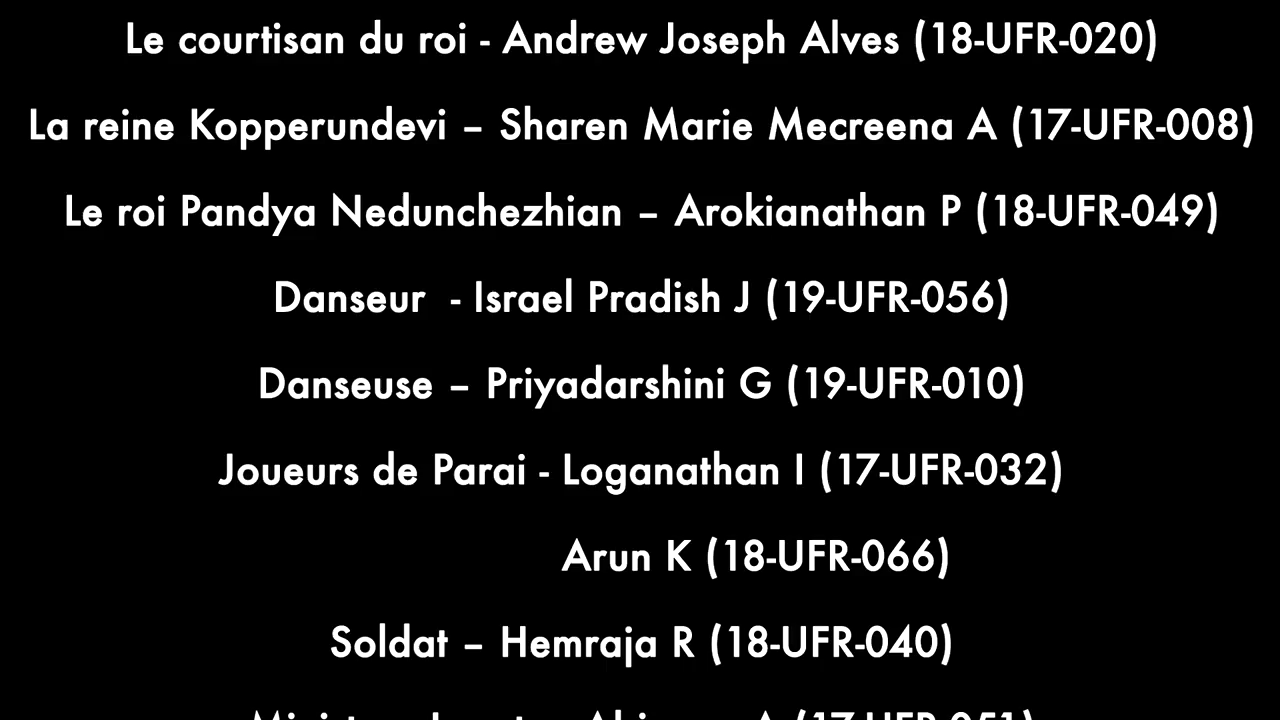 Le courtisan du roi - Andrew Joseph Alves (18-UFR-020)
La reine Kopperundevi – Sharen Marie Mecreena A (17-UFR-008)
Le roi Pandya Nedunchezhian – Arokianathan P (18-UFR-049)
Danseur - Israel Pradish J (19-UFR-056)
Danseuse – Priyadarshini G (19-UFR-010)
Joueurs de Parai - Loganathan I (17-UFR-032)
Arun K (18-UFR-066)
Soldat – Hemraja R (18-UFR-040)